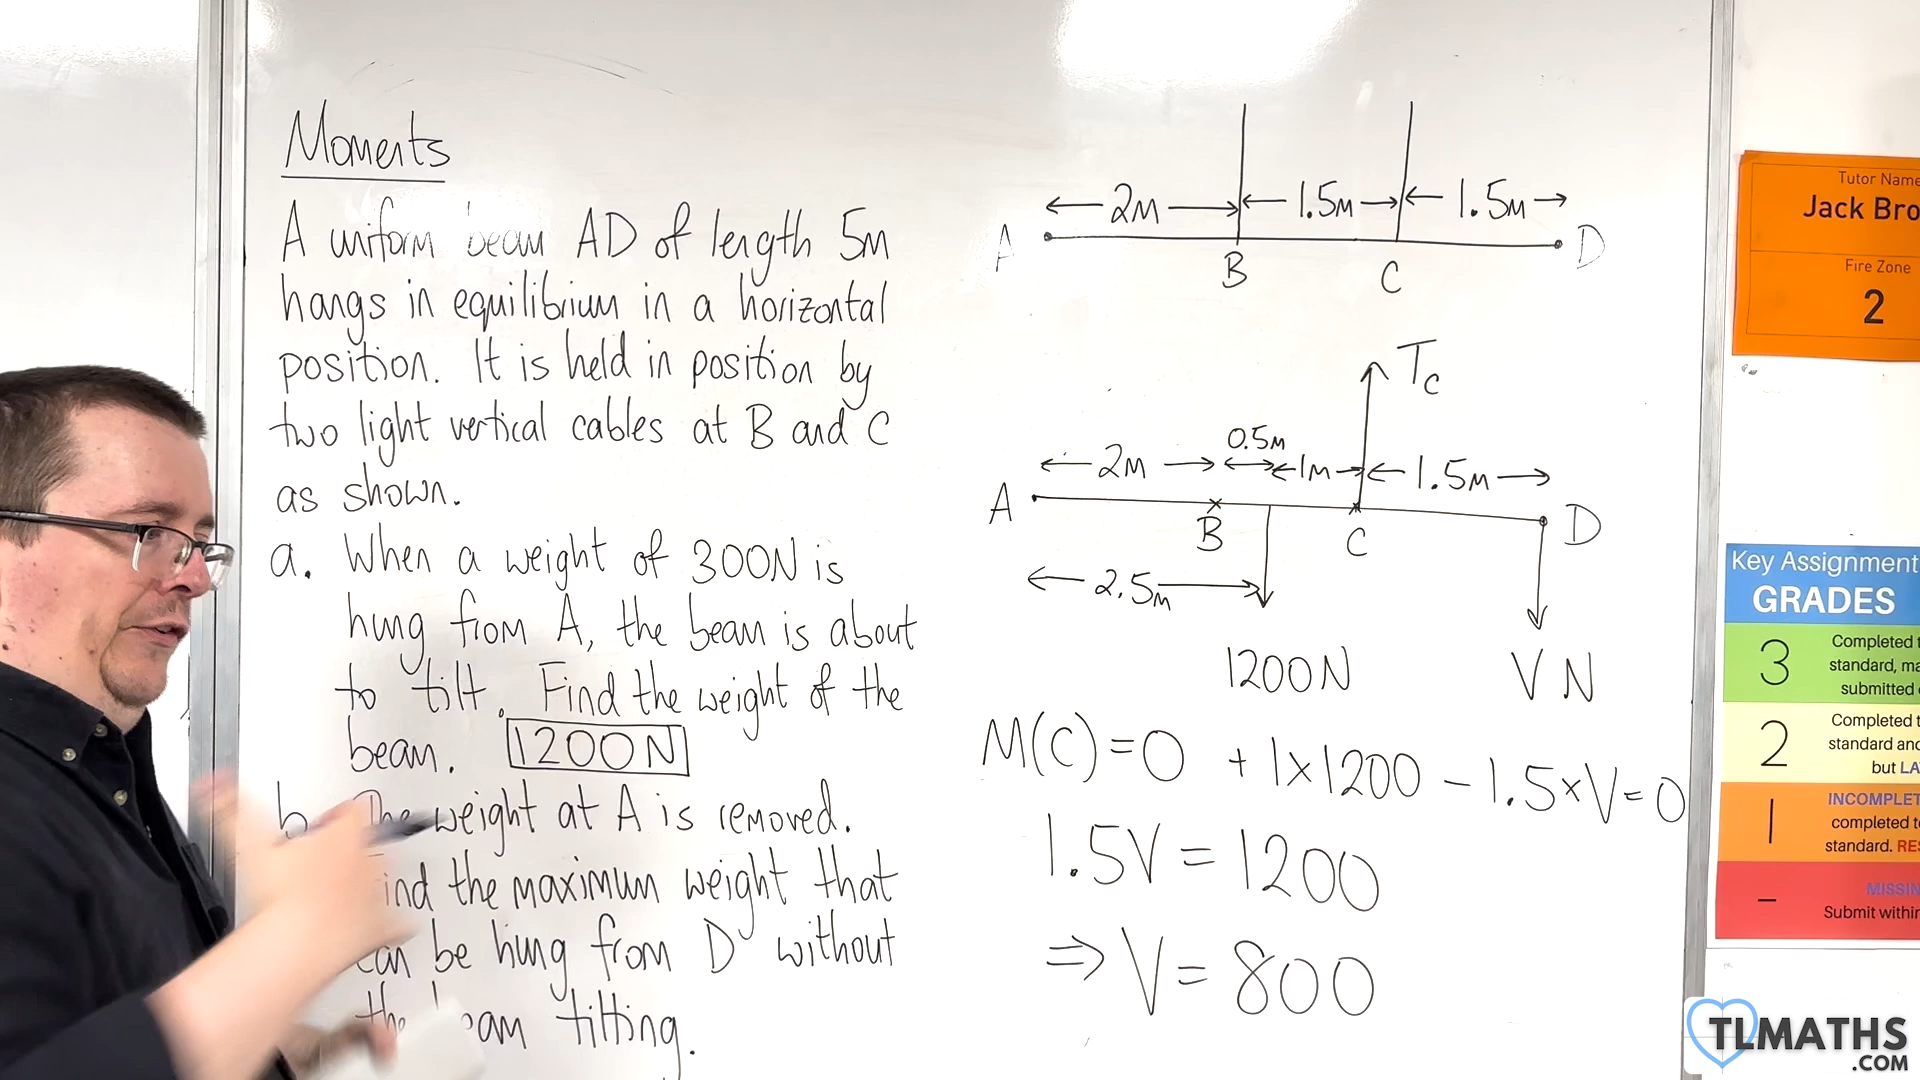 Moments
A uniform beam AD of length 5m
hangs in equilibrium in a horizontal
position. It is held in position by
two light vertical cables at B and C
as shown.
a. When a weight of 300N is
hung from A, the beam is about
to tilt. Find the weight of the
beam. 1200N
b. The weight at A is removed.
Find the maximum weight that
can be hung from D without
the beam tilting.
2m 1.5m 1.5m
A B C D
Tc
2m 0.5m 1m 1.5m
A B C D
2.5m
1200N VN
M(C)=0 +1×1200 - 1.5×V=0
1.5V = 1200
⇒ V = 800
Tutor Name
Jack Bro
Fire Zone
2
Key Assignment
GRADES
3 Completed t
standard, ma
submitted
2 Completed t
standard and
but LA
1 INCOMPLET
completed t
standard. RE
- MISSIN
Submit within
TLMATHS
.COM